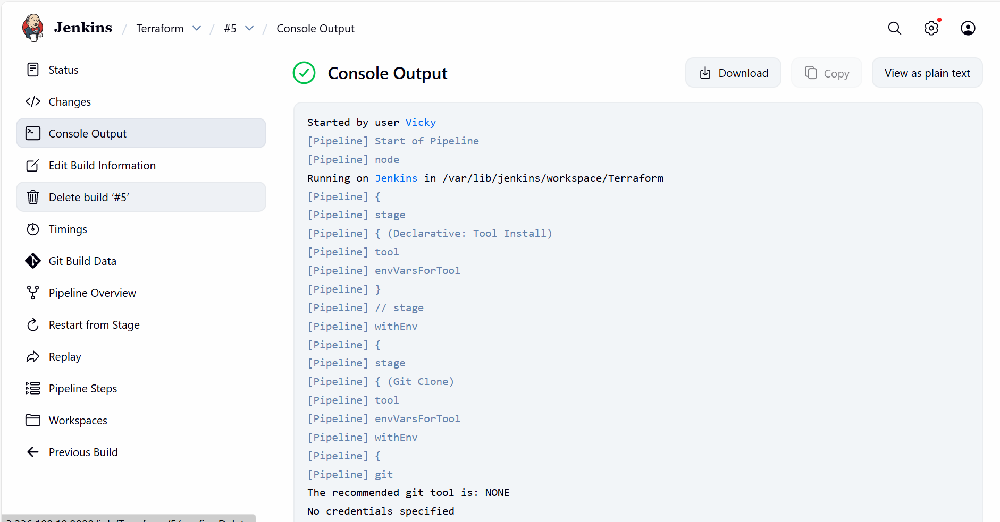 Jenkins / Terraform / #5 / Console Output
Status
Changes
Console Output
Edit Build Information
Delete build ‘#5’
Timings
Git Build Data
Pipeline Overview
Restart from Stage
Replay
Pipeline Steps
Workspaces
Previous Build
Console Output
Download
Copy
View as plain text
Started by user Vicky
[Pipeline] Start of Pipeline
[Pipeline] node
Running on Jenkins in /var/lib/jenkins/workspace/Terraform
[Pipeline] {
[Pipeline] stage
[Pipeline] { (Declarative: Tool Install)
[Pipeline] tool
[Pipeline] envVarsForTool
[Pipeline] }
[Pipeline] // stage
[Pipeline] withEnv
[Pipeline] {
[Pipeline] stage
[Pipeline] { (Git Clone)
[Pipeline] tool
[Pipeline] envVarsForTool
[Pipeline] withEnv
[Pipeline] {
[Pipeline] git
The recommended git tool is: NONE
No credentials specified